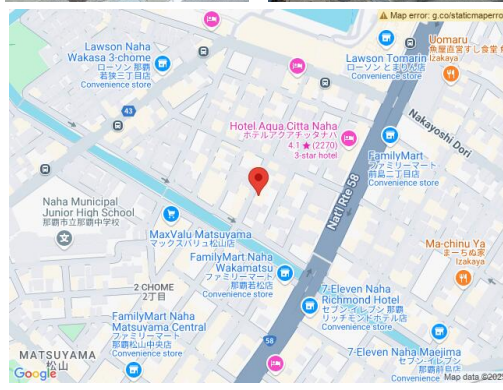 Map error: g.co/staticmaperro
Lawson Naha
Wakasa 3-chome
ローソン 那覇
若狭三丁目店
Convenience store
Lawson
Tomarin
ローソン とまりん店
Convenience store
Uomaru
魚屋直営すし食堂 魚
Izakaya
43
Hotel Aqua Citta Naha
ホテルアクアチッタナハ
4.1 ★ (2270)
3-star hotel
Nakayoshi Dori
FamilyMart
ファミリーマート
前島二丁目店
Convenience store
Naha Municipal
Junior High School
那覇市立那覇中学校
Nat'l Rte 58
MaxValu Matsuyama
マックスバリュ松山店
Ma-chinu Ya
まーちぬ家
Izakaya
FamilyMart Naha
Wakamatsu
ファミリーマート
那覇若松店
Convenience store
2 CHOME
2丁目
7-Eleven Naha
Richmond Hotel
セブン-イレブン 那覇
リッチモンドホテル店
Convenience store
FamilyMart Naha
Matsuyama Central
ファミリーマート
那覇松山中央店
Convenience store
58
MATSUYAMA
松山
7-Eleven Naha Maejima
セブン-イレブン
那覇前島店
Convenience store
Google
Map data ©202